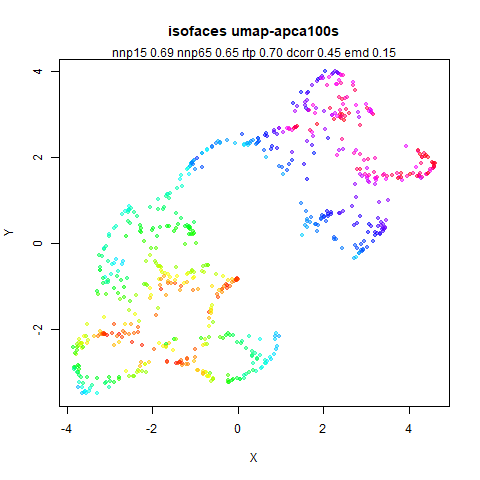 isofaces umap-apca100s
nnp15 0.69 nnp65 0.65 rtp 0.70 dcorr 0.45 emd 0.15
4
2
0
-2
Y
-4 -2 0 2 4
X